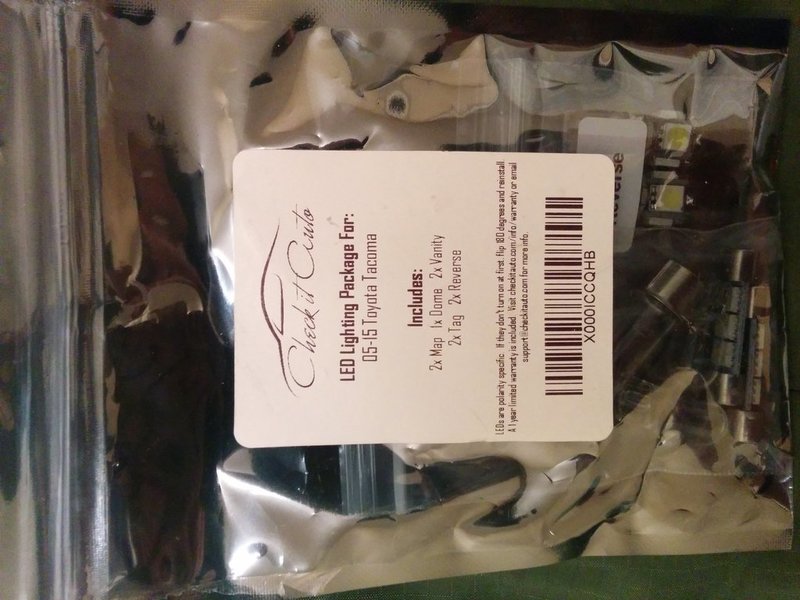 Check it Auto
LED Lighting Package For:
05-15 Toyota Tacoma
Includes:
2x Map 1x Dome 2x Vanity
2x Tag 2x Reverse
LEDs are polarity specific. If they don't turn on at first, flip 180 degrees and reinstall.
A 1 year limited warranty is included. Visit checkitauto.com/info/warranty or email
support@checkitauto.com for more info.
X000ICCQHB
Reverse